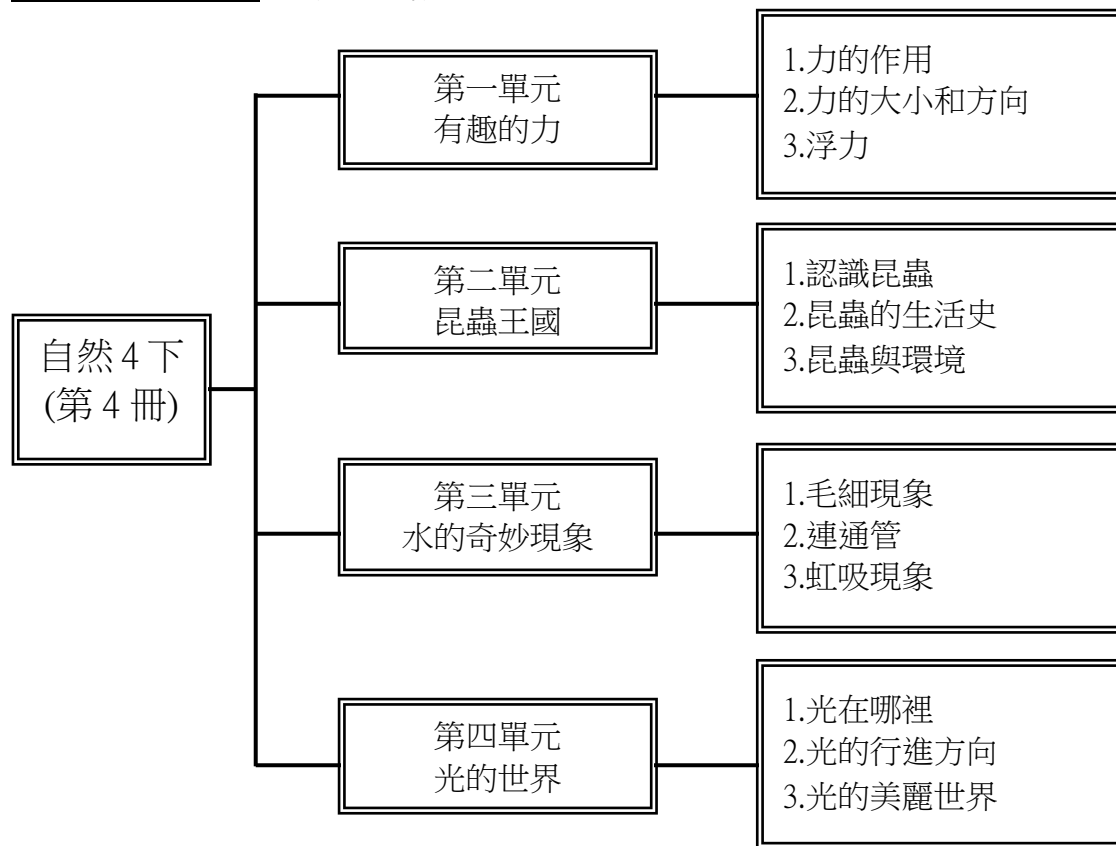 自然 4 下
(第 4 冊)
第一單元
有趣的力
1.力的作用
2.力的大小和方向
3.浮力
第二單元
昆蟲王國
1.認識昆蟲
2.昆蟲的生活史
3.昆蟲與環境
第三單元
水的奇妙現象
1.毛細現象
2.連通管
3.虹吸現象
第四單元
光的世界
1.光在哪裡
2.光的行進方向
3.光的美麗世界